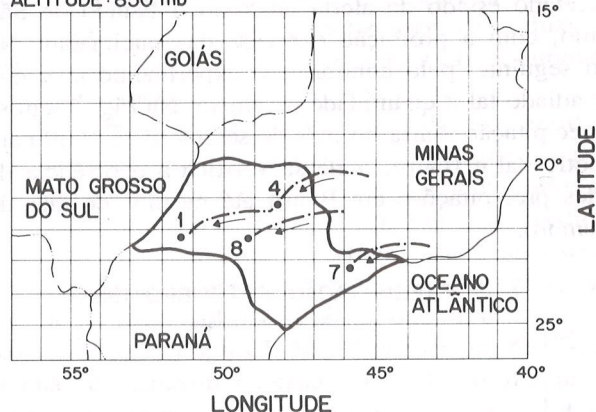 ALTITUDE: 850 mb
15°
GOIÁS
MATO GROSSO
DO SUL
MINAS
GERAIS
20°
4
1
8
7
OCEANO
ATLÂNTICO
PARANÁ
25°
55°
50°
45°
40°
LATITUDE
LONGITUDE